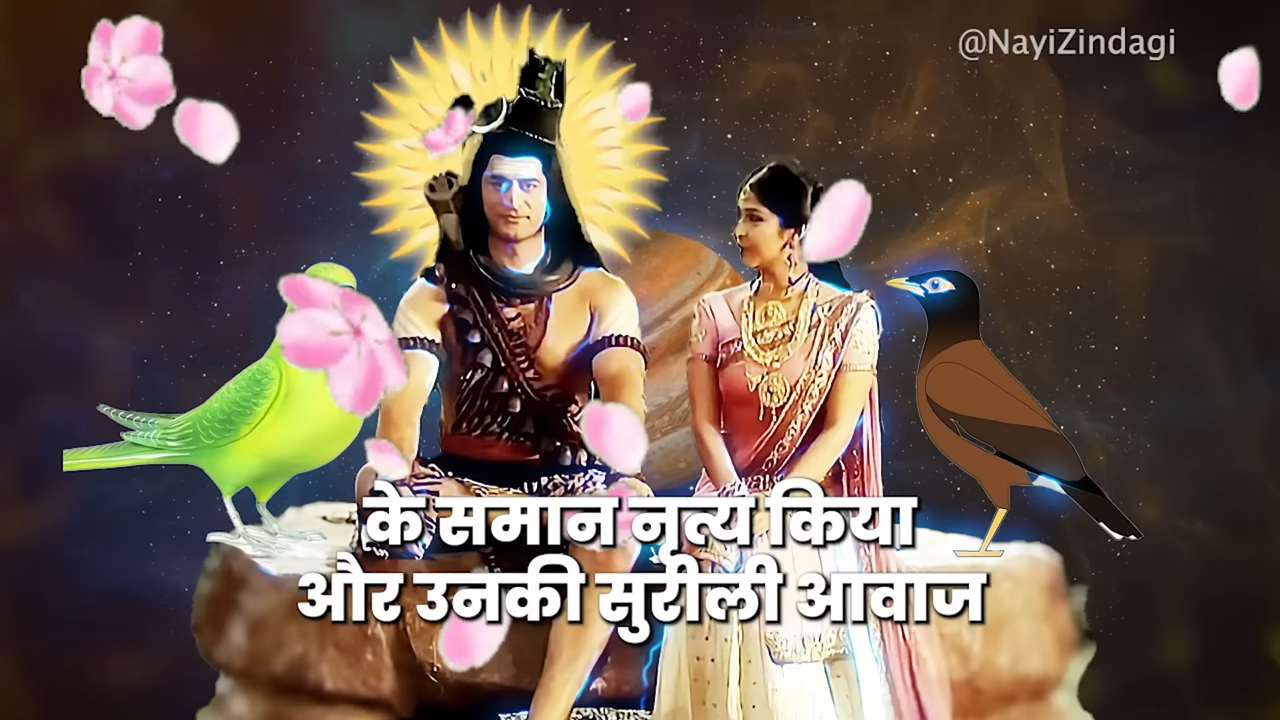 @NayiZindagi
के समान नृत्य किया
और उनकी सुरीली आवाज